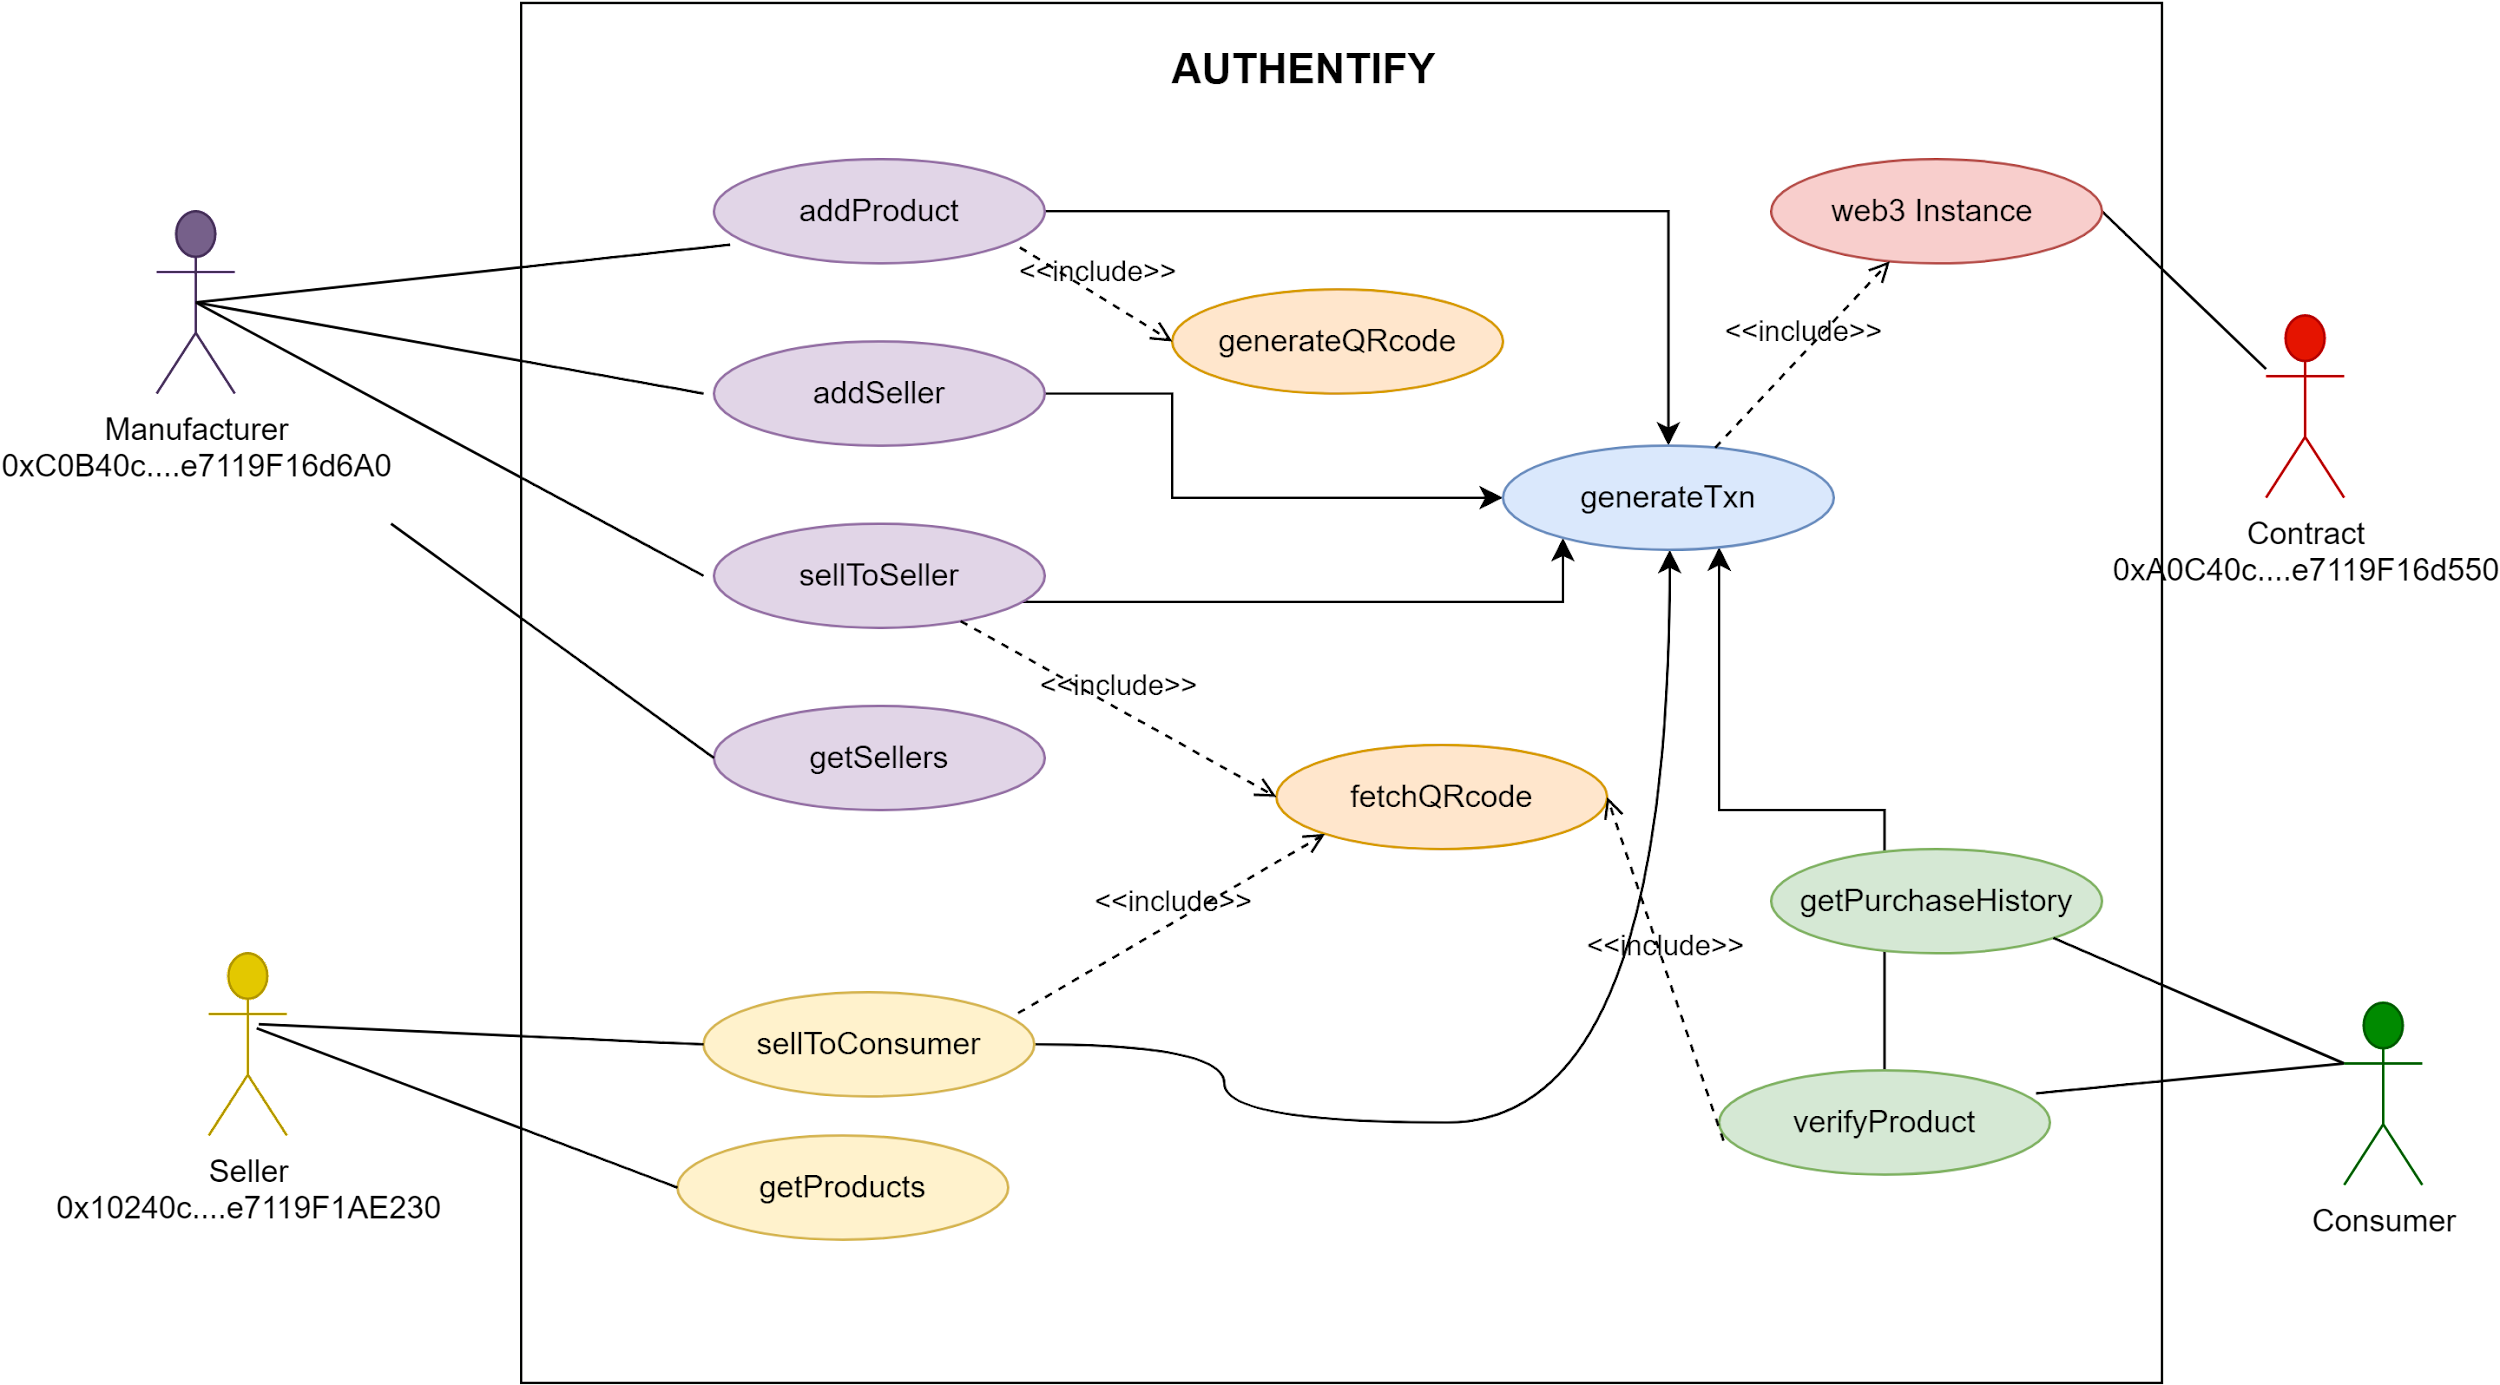 AUTHENTIFY
addProduct
web3 Instance
<<include>>
generateQRcode
<<include>>
addSeller
Manufacturer
0xC0B40c....e7119F16d6A0
generateTxn
Contract
0xA0C40c....e7119F16d550
sellToSeller
<<include>>
getSellers
fetchQRcode
<<include>>
getPurchaseHistory
<<include>>
sellToConsumer
verifyProduct
Seller
0x10240c....e7119F1AE230
getProducts
Consumer